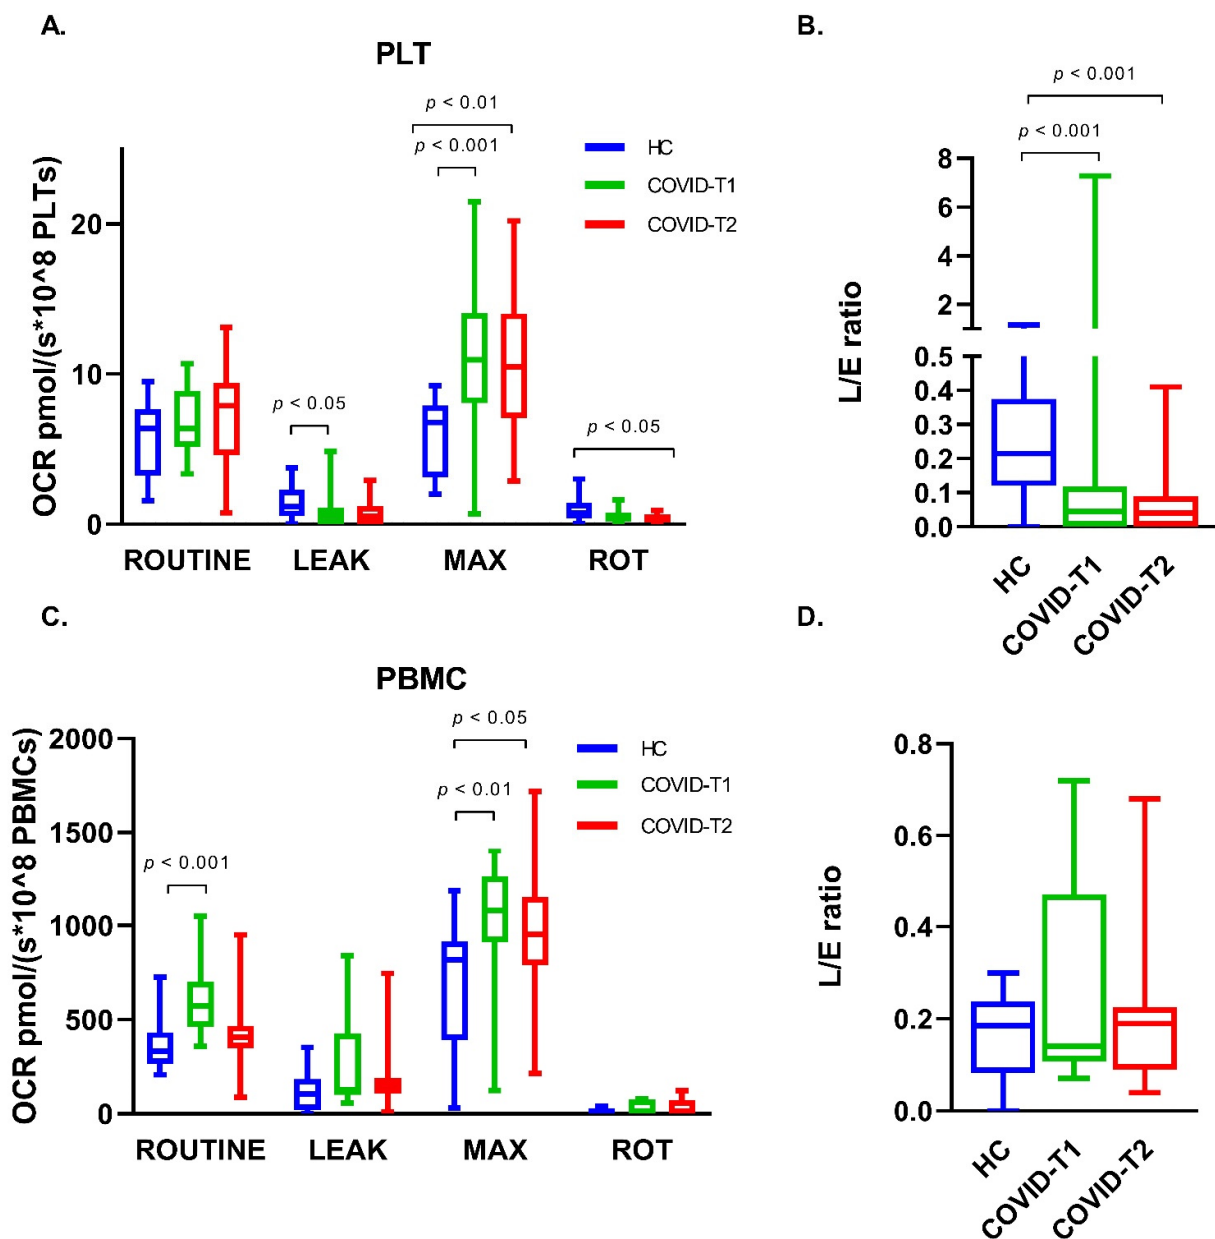 A.
PLT
OCR pmol/(s*10^8 PLTs)
20
10
0
p < 0.01
p < 0.001
p < 0.05
p < 0.05
HC
COVID-T1
COVID-T2
ROUTINE LEAK MAX ROT
B.
p < 0.001
p < 0.001
L/E ratio
8
6
4
2
0.5
0.4
0.3
0.2
0.1
0.0
HC
COVID-T1
COVID-T2
C.
PBMC
OCR pmol/(s*10^8 PBMCs)
2000
1500
1000
500
0
p < 0.05
p < 0.01
p < 0.001
HC
COVID-T1
COVID-T2
ROUTINE LEAK MAX ROT
D.
L/E ratio
0.8
0.6
0.4
0.2
0.0
HC
COVID-T1
COVID-T2